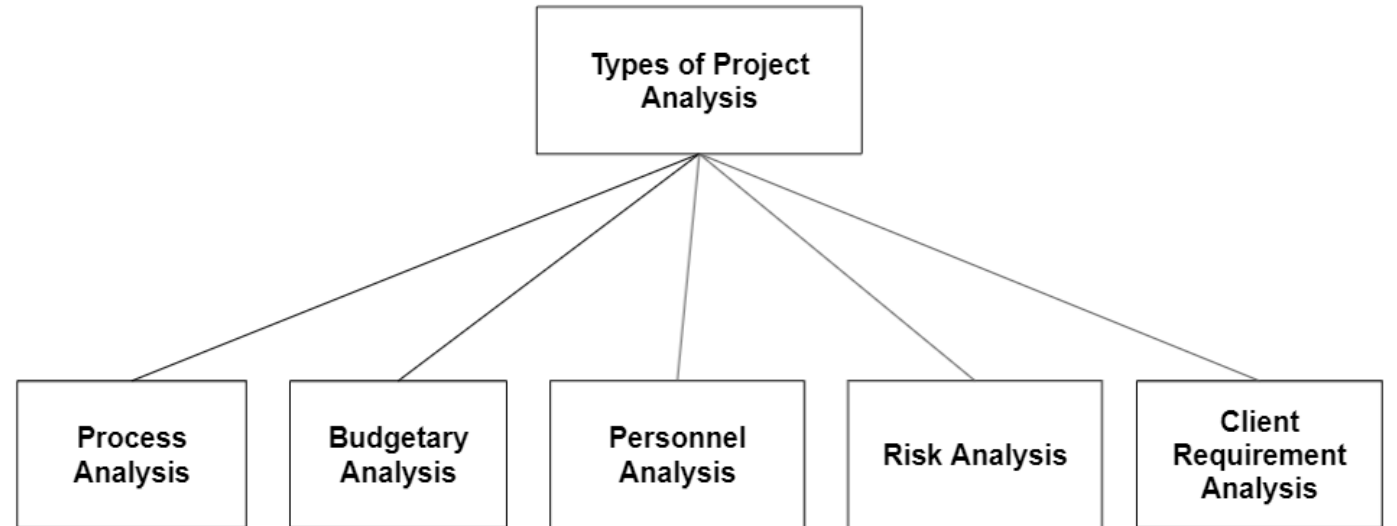 Types of Project
Analysis
Process
Analysis
Budgetary
Analysis
Personnel
Analysis
Risk Analysis
Client
Requirement
Analysis